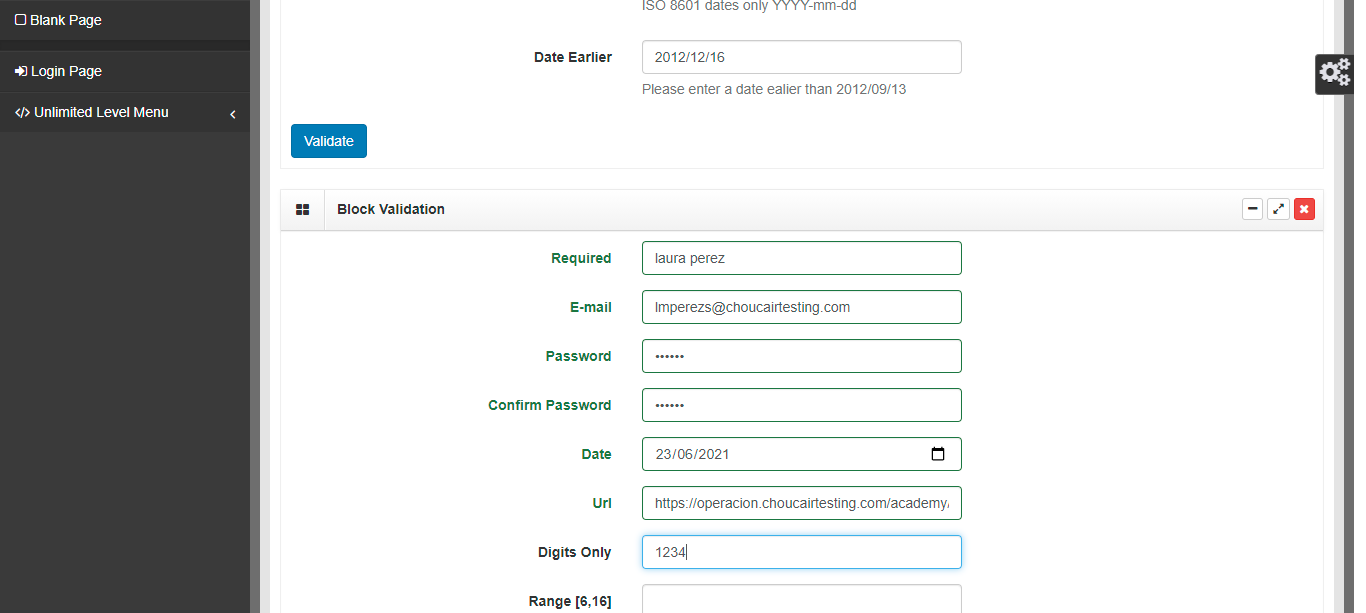 Blank Page
Login Page
Unlimited Level Menu
ISO 8601 dates only YYYY-mm-dd
Date Earlier 2012/12/16
Please enter a date ealier than 2012/09/13
Validate
Block Validation
Required laura perez
E-mail lmperezs@choucairtesting.com
Password ••••••
Confirm Password ••••••
Date 23/06/2021
Url https://operacion.choucairtesting.com/academy/
Digits Only 1234
Range [6,16]